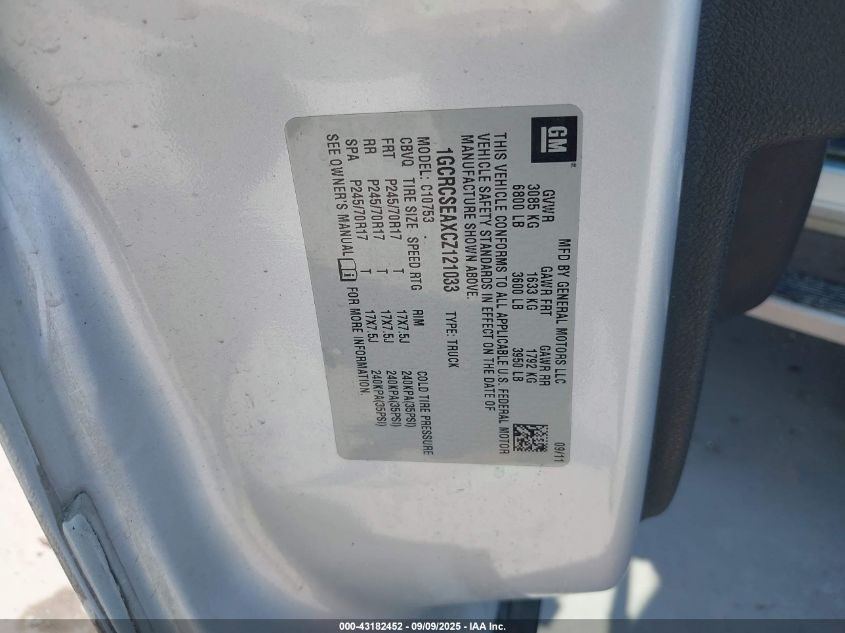 GM
MFD BY GENERAL MOTORS LLC 09/11
GVWR GAWR FRT GAWR RR
3085 KG 1633 KG 1792 KG
6800 LB 3600 LB 3950 LB
THIS VEHICLE CONFORMS TO ALL APPLICABLE U.S. FEDERAL MOTOR
VEHICLE SAFETY STANDARDS IN EFFECT ON THE DATE OF
MANUFACTURE SHOWN ABOVE.
1GCRCSEAXCZ121033 TYPE: TRUCK
MODEL: C10753
CBVQ TIRE SIZE SPEED RTG RIM COLD TIRE PRESSURE
FRT P245/70R17 T 17X7.5J 240KPA(35PSI)
RR P245/70R17 T 17X7.5J 240KPA(35PSI)
SPA P245/70R17 T 17X7.5J 240KPA(35PSI)
SEE OWNER'S MANUAL FOR MORE INFORMATION.
000-43182452 - 09/09/2025 - IAA Inc.